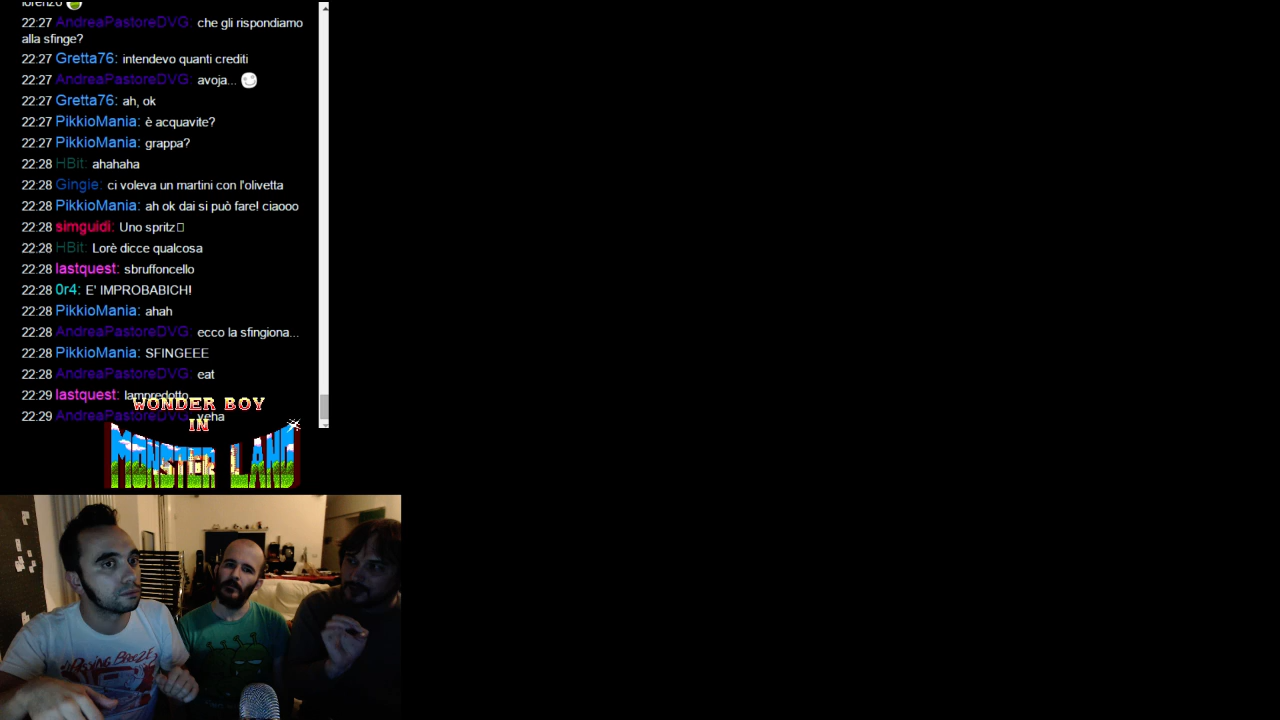 lorenzo
22:27 AndreaPastoreDVG: che gli rispondiamo
alla sfinge?
22:27 Gretta76: intendevo quanti crediti
22:27 AndreaPastoreDVG: avoja...
22:27 Gretta76: ah, ok
22:27 PikkioMania: è acquavite?
22:27 PikkioMania: grappa?
22:28 HBit: ahahaha
22:28 Gingie: ci voleva un martini con l'olivetta
22:28 PikkioMania: ah ok dai si può fare! ciaooo
22:28 simguidi: Uno spritz
22:28 HBit: Lorè dicce qualcosa
22:28 lastquest: sbruffoncello
22:28 0r4: E' IMPROBABICH!
22:28 PikkioMania: ahah
22:28 AndreaPastoreDVG: ecco la sfingiona...
22:28 PikkioMania: SFINGEEE
22:28 AndreaPastoreDVG: eat
22:29 lastquest: lampredotto
22:29 AndreaPastoreDVG: yeha
WONDER BOY
IN
MONSTER LAND